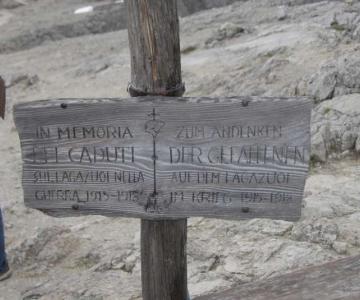 IN MEMORIA
DEI CADUTI
SUL LAGAZUOI NELLA
GUERRA 1915-1918
ZUM ANDENKEN
DER GEFALLENEN
AUF DEM LAGAZUOI
IM KRIEG 1915-1918